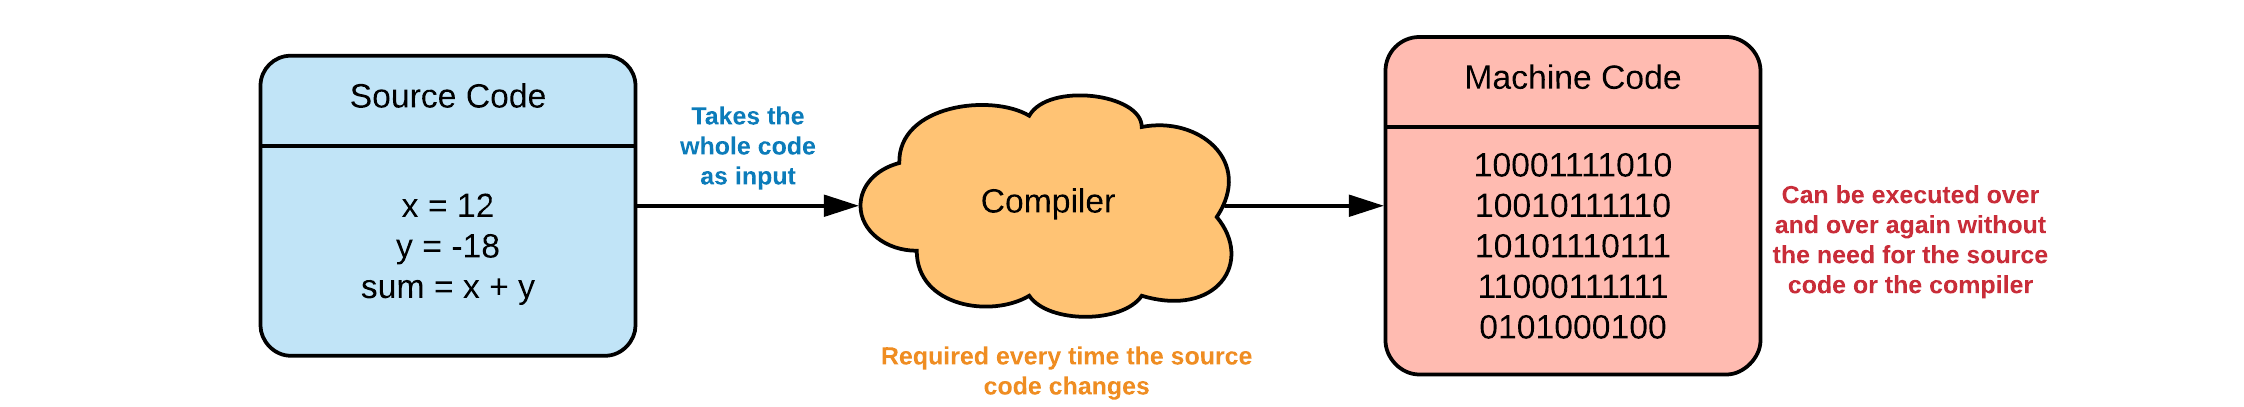 Source Code
x = 12
y = -18
sum = x + y
Takes the
whole code
as input
Compiler
Required every time the source
code changes
Machine Code
10001111010
10010111110
10101110111
11000111111
0101000100
Can be executed over
and over again without
the need for the source
code or the compiler